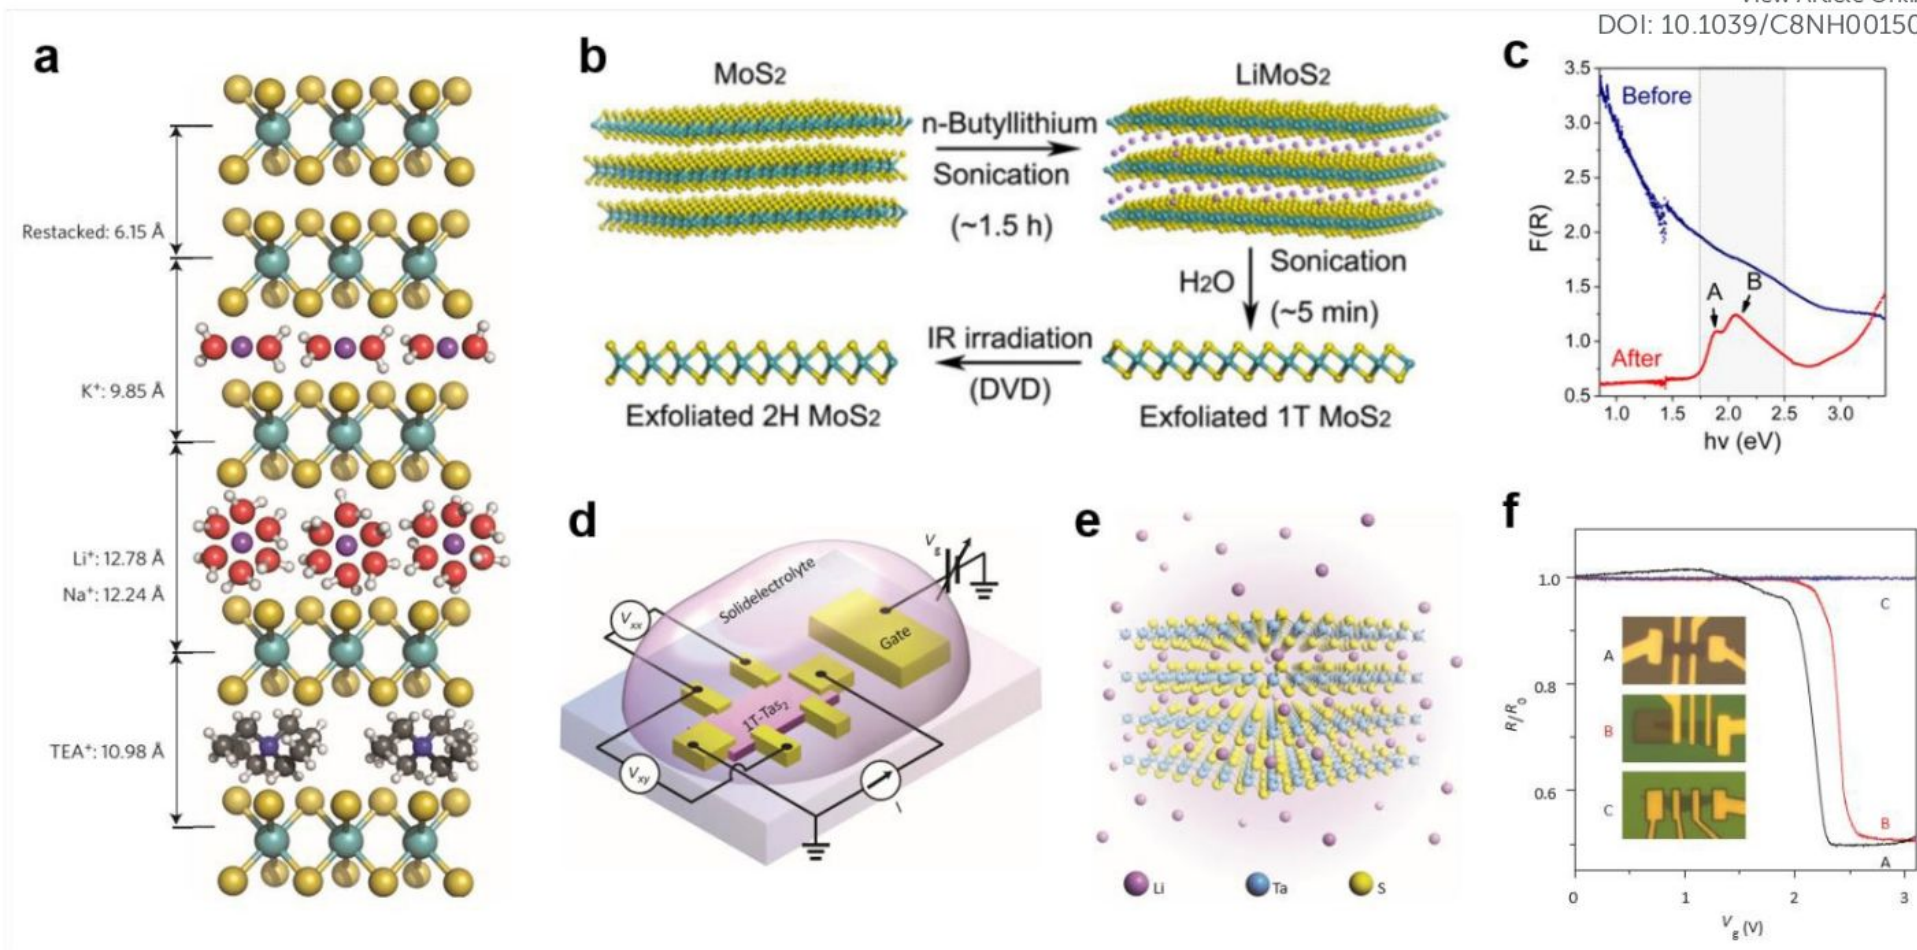 DOI: 10.1039/C8NH00150
a
Restacked: 6.15 Å
K⁺: 9.85 Å
Li⁺: 12.78 Å
Na⁺: 12.24 Å
TEA⁺: 10.98 Å
b
MoS2
n-Butyllithium
Sonication
(~1.5 h)
LiMoS2
H2O
Sonication
(~5 min)
IR irradiation
(DVD)
Exfoliated 2H MoS2
Exfoliated 1T MoS2
c
3.5
3.0
2.5
2.0
1.5
1.0
0.5
F(R)
Before
A
B
After
1.0
1.5
2.0
2.5
3.0
hv (eV)
d
Solidelectrolyte
Vg
Gate
Vxx
1T-Tas2
Vxy
I
e
Li
Ta
S
f
1.0
0.8
0.6
R/R0
C
A
B
C
B
A
0
1
2
3
Vg (V)